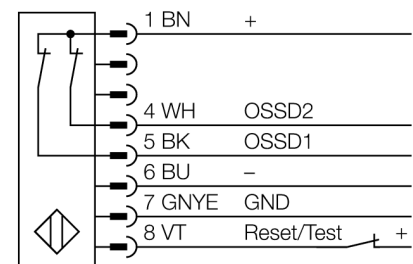 1 BN +
4 WH OSSD2
5 BK OSSD1
6 BU –
7 GNYE GND
8 VT Reset/Test +